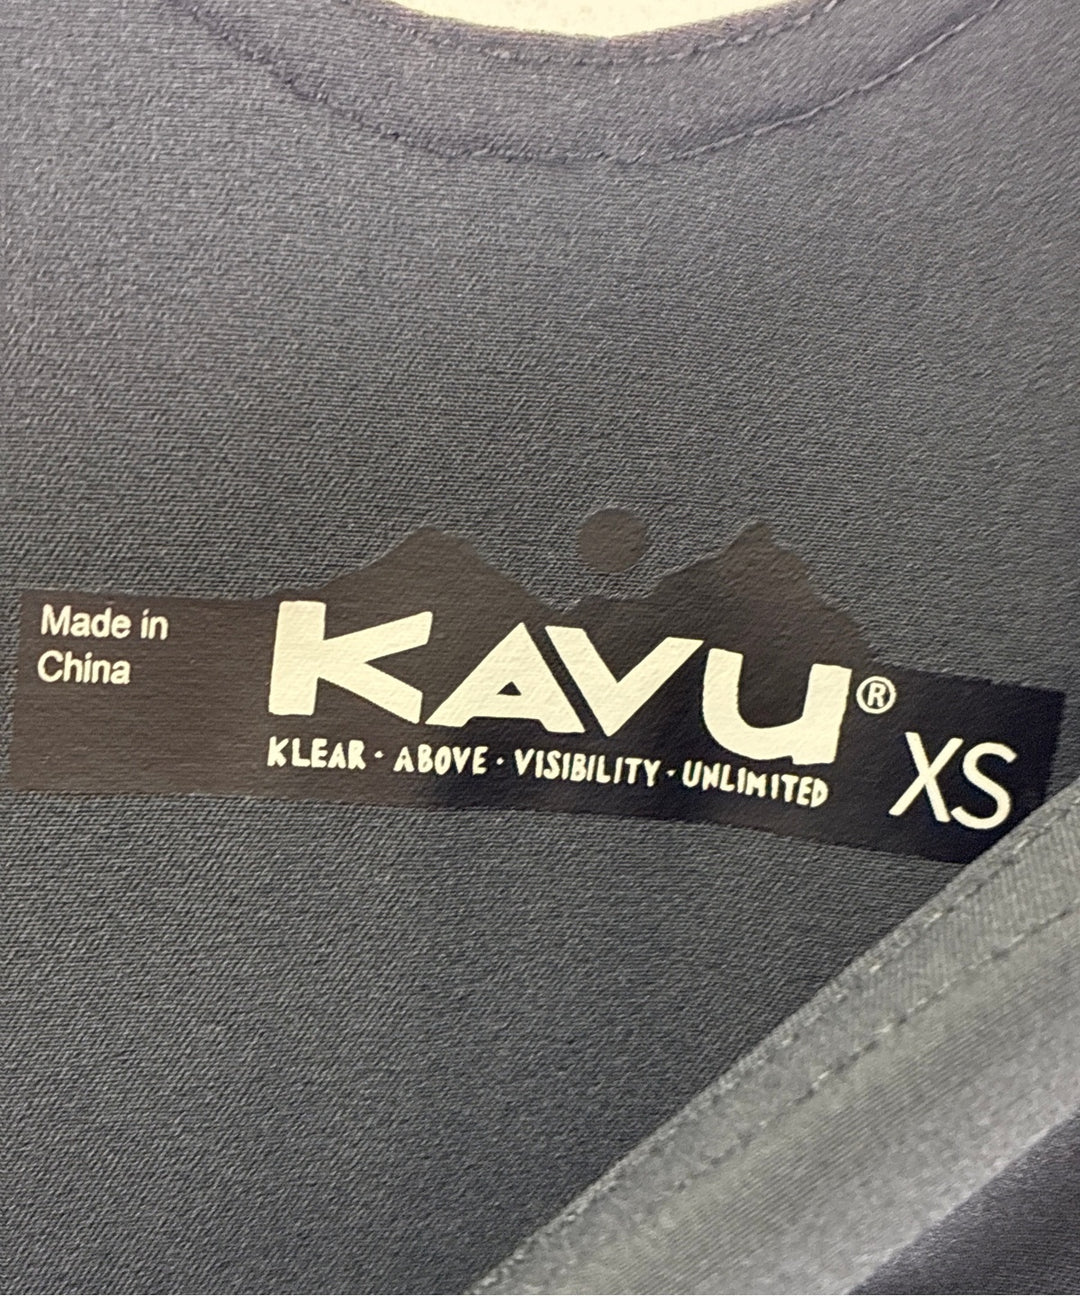 Made in
China
KAVU®
KLEAR · ABOVE · VISIBILITY · UNLIMITED
XS